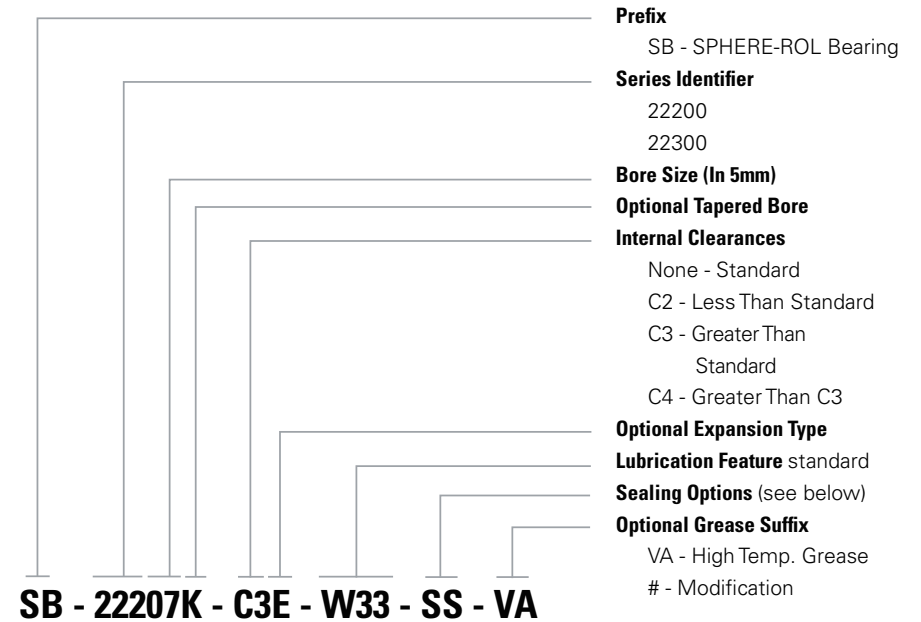 Prefix
SB - SPHERE-ROL Bearing
Series Identifier
22200
22300
Bore Size (In 5mm)
Optional Tapered Bore
Internal Clearances
None - Standard
C2 - Less Than Standard
C3 - Greater Than
Standard
C4 - Greater Than C3
Optional Expansion Type
Lubrication Feature standard
Sealing Options (see below)
Optional Grease Suffix
VA - High Temp. Grease
# - Modification
SB - 22207K - C3E - W33 - SS - VA